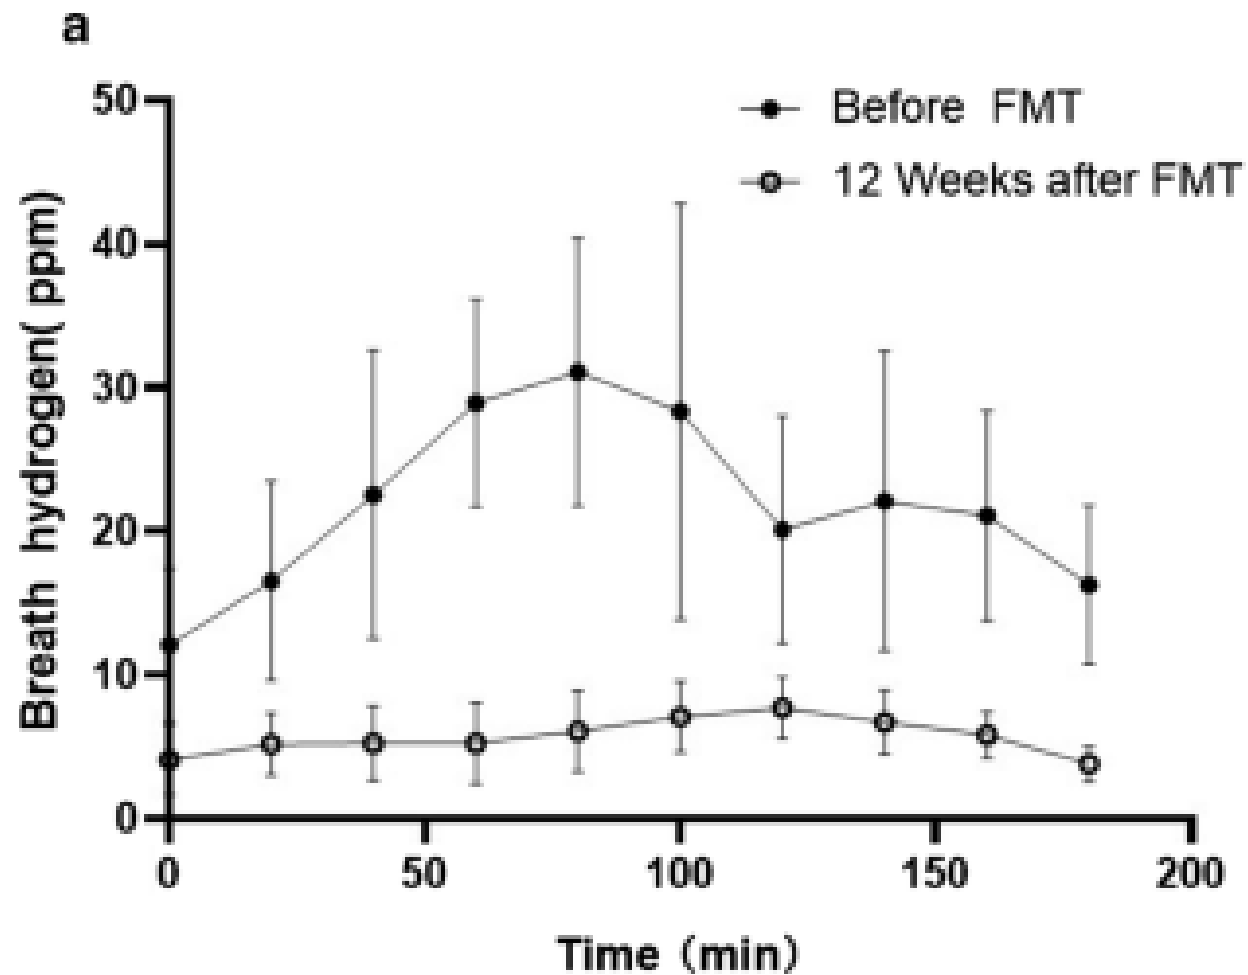 a
Before FMT
12 Weeks after FMT
Breath hydrogen( ppm)
50
40
30
20
10
0
0 50 100 150 200
Time (min)